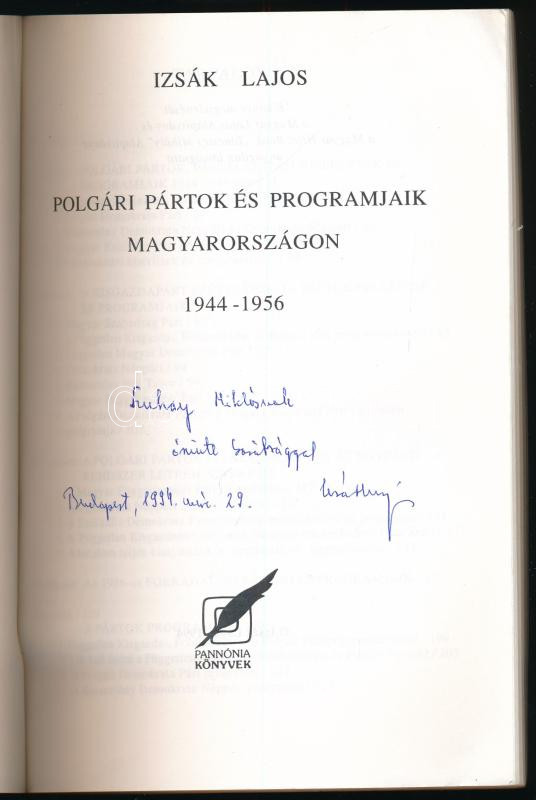 IZSÁK LAJOS
POLGÁRI PÁRTOK ÉS PROGRAMJAIK
MAGYARORSZÁGON
1944 - 1956
Szuhay Miklósnak
őszinte barátsággal
Budapest, 1994. márc. 29.
PANNÓNIA
KÖNYVEK